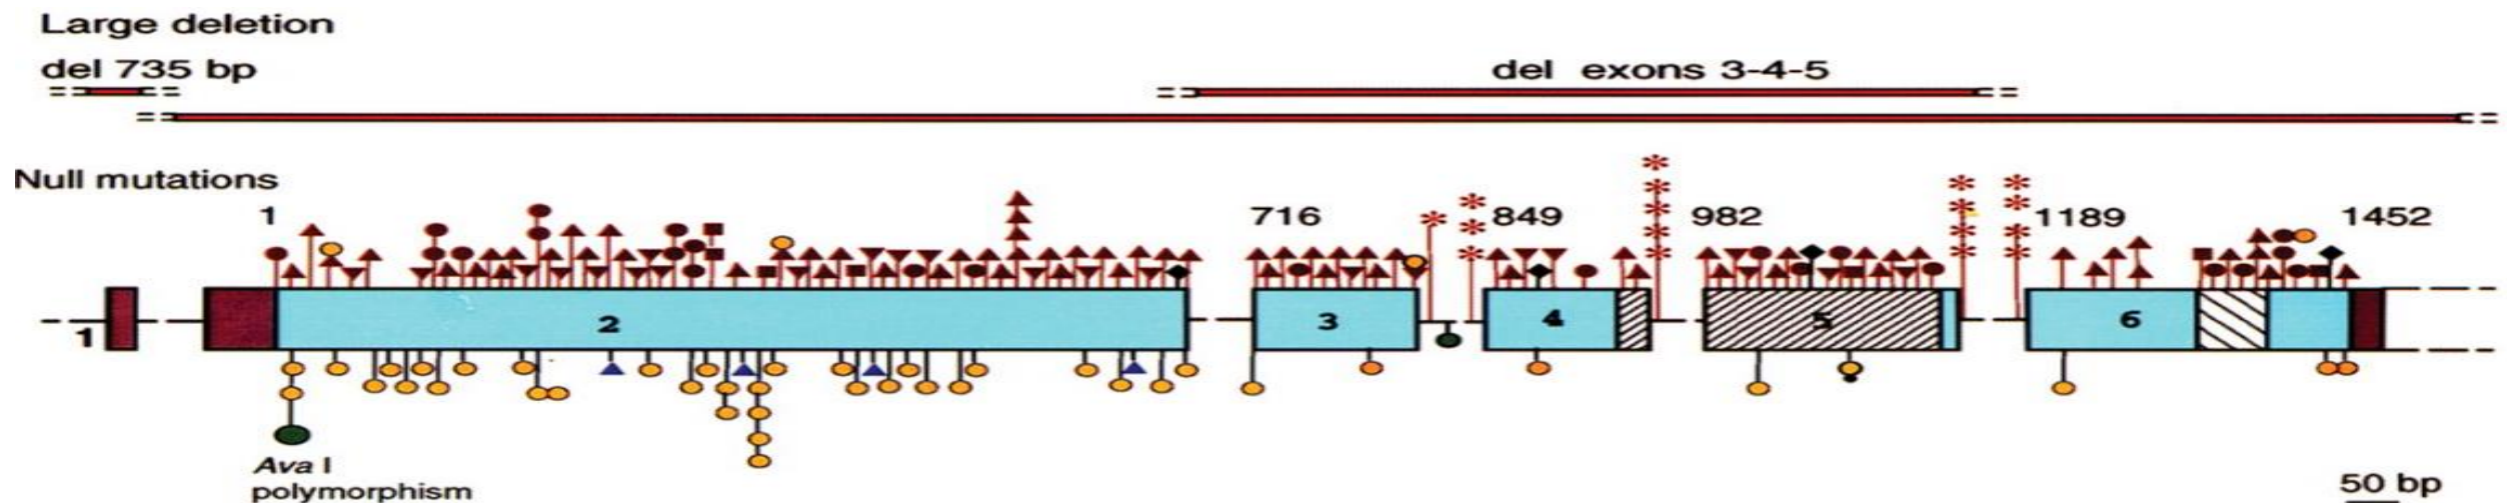 Large deletion
del 735 bp
del exons 3-4-5
Null mutations
1
716
849
982
1189
1452
1
2
3
4
5
6
Ava I
polymorphism
50 bp